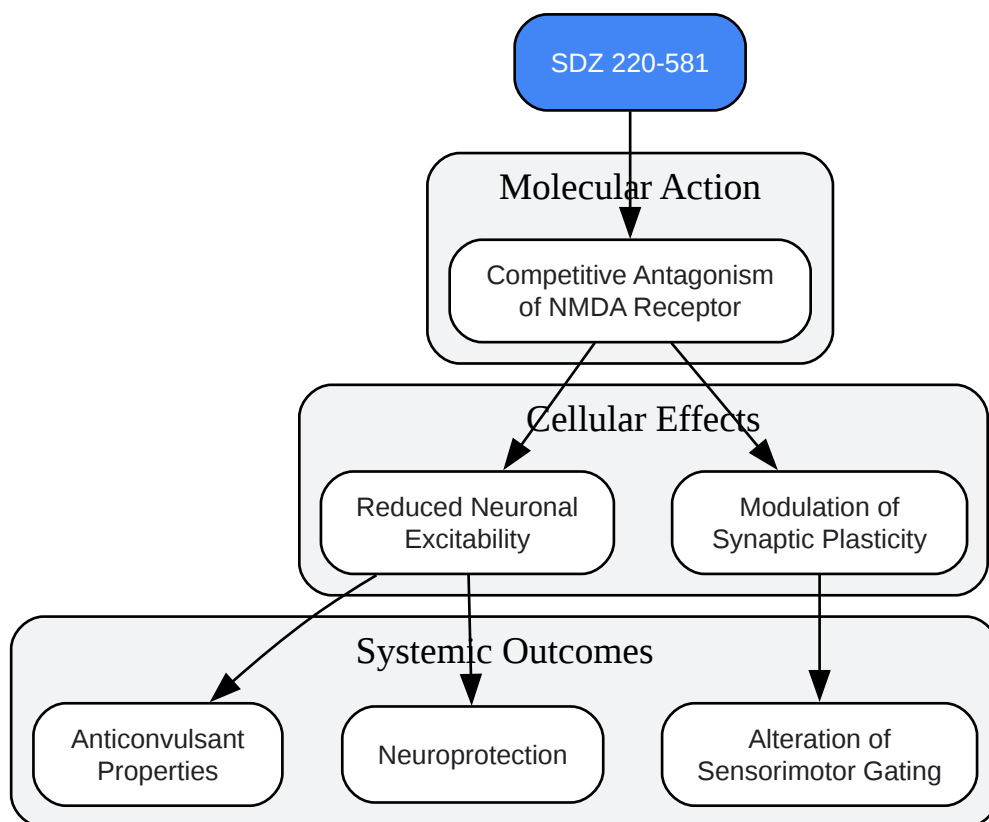 SDZ 220-581
Molecular Action
Competitive Antagonism
of NMDA Receptor
Cellular Effects
Reduced Neuronal
Excitability
Modulation of
Synaptic Plasticity
Systemic Outcomes
Anticonvulsant
Properties
Neuroprotection
Alteration of
Sensorimotor Gating